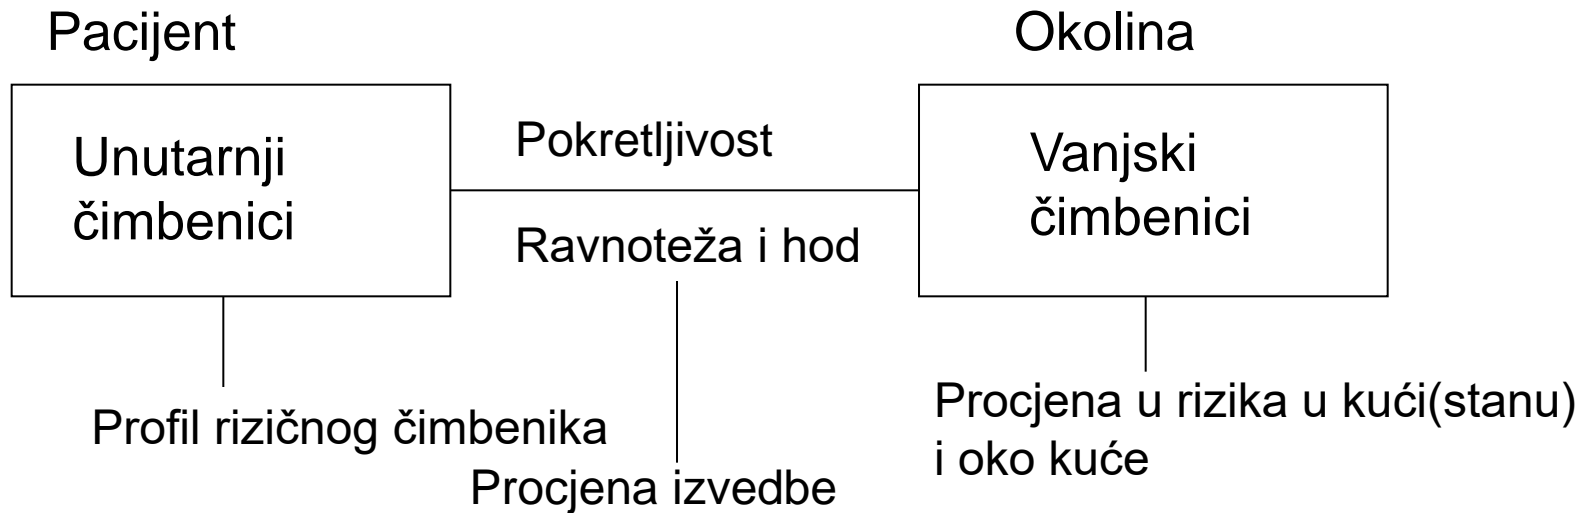 Pacijent
Okolina
Unutarnji
čimbenici
Pokretljivost
Ravnoteža i hod
Vanjski
čimbenici
Profil rizičnog čimbenika
Procjena izvedbe
Procjena u rizika u kući(stanu)
i oko kuće